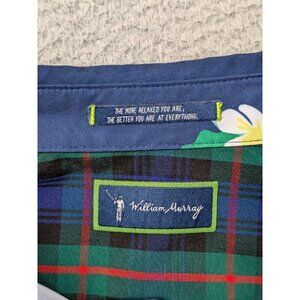 THE MORE RELAXED YOU ARE,
THE BETTER YOU ARE AT EVERYTHING.
William Murray